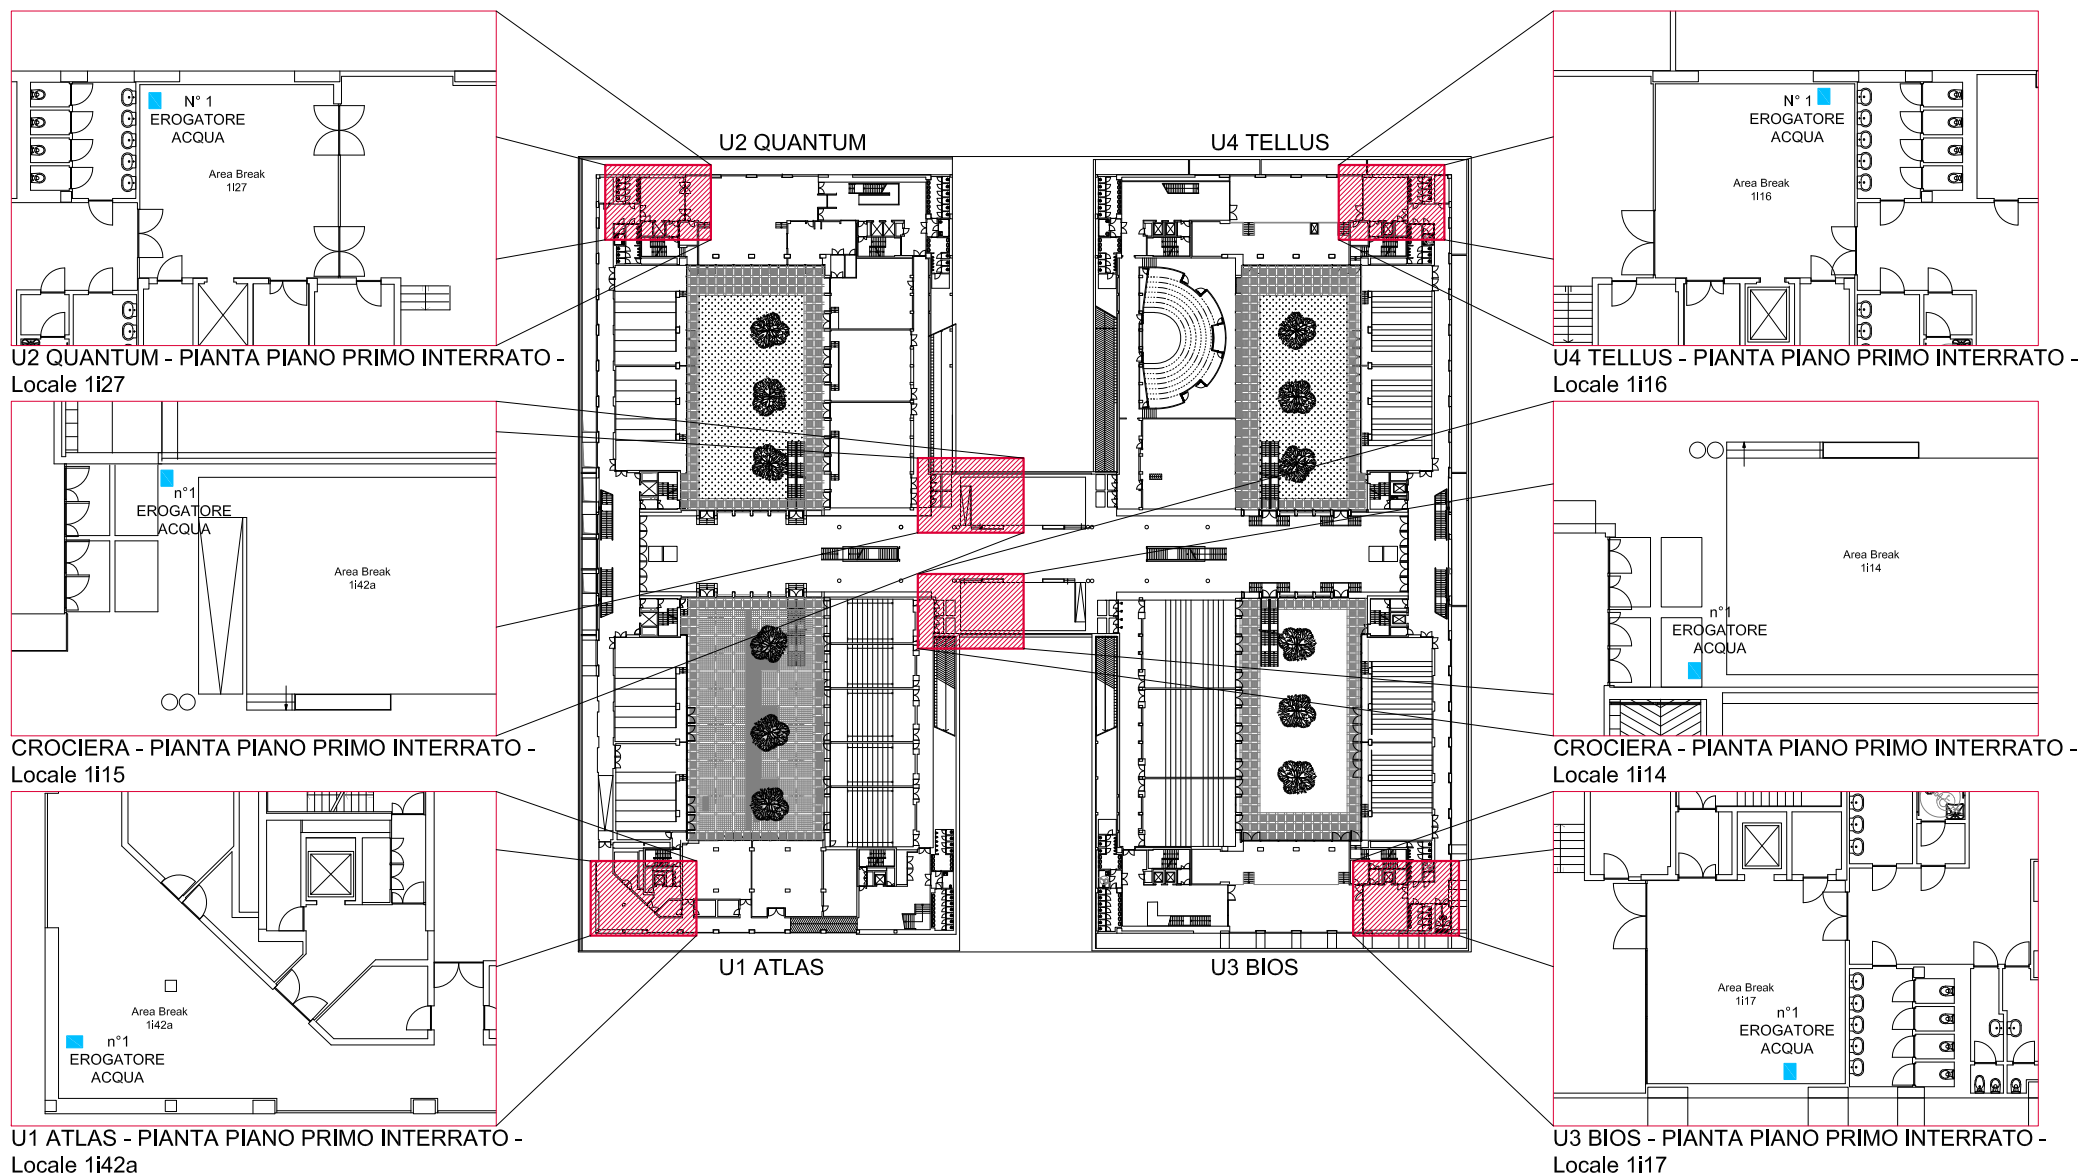 N° 1
EROGATORE
ACQUA
Area Break
1i27
U2 QUANTUM - PIANTA PIANO PRIMO INTERRATO -
Locale 1i27
n°1
EROGATORE
ACQUA
Area Break
1i42a
CROCIERA - PIANTA PIANO PRIMO INTERRATO -
Locale 1i15
Area Break
1i42a
n°1
EROGATORE
ACQUA
U1 ATLAS - PIANTA PIANO PRIMO INTERRATO -
Locale 1i42a
U2 QUANTUM
U4 TELLUS
U1 ATLAS
U3 BIOS
N° 1
EROGATORE
ACQUA
Area Break
1i16
U4 TELLUS - PIANTA PIANO PRIMO INTERRATO -
Locale 1i16
Area Break
1i14
n°1
EROGATORE
ACQUA
CROCIERA - PIANTA PIANO PRIMO INTERRATO -
Locale 1i14
Area Break
1i17
n°1
EROGATORE
ACQUA
U3 BIOS - PIANTA PIANO PRIMO INTERRATO -
Locale 1i17